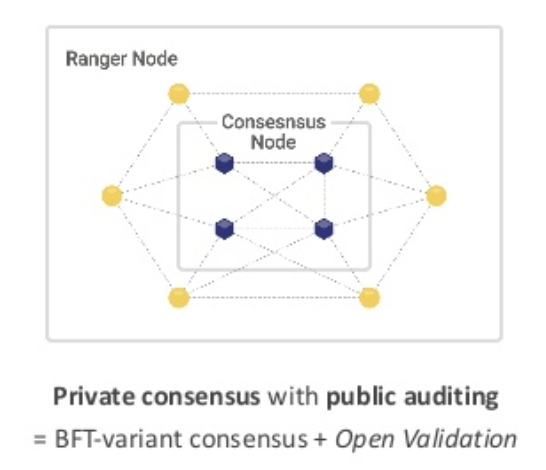 Ranger Node
Consesnsus
Node
Private consensus with public auditing
= BFT-variant consensus + Open Validation